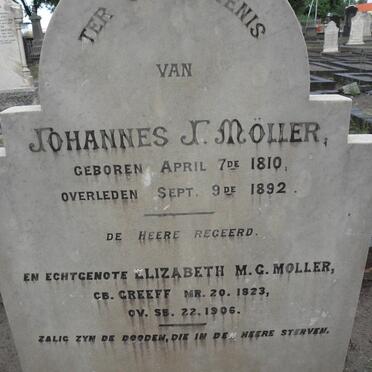 TER GEDACHTENIS
VAN
JOHANNES J. MÖLLER,
GEBOREN APRIL 7DE 1810,
OVERLEDEN SEPT. 9DE 1892.
DE HEERE REGEERD.
EN ECHTGENOTE ELIZABETH M.C. MOLLER,
GB. GREEFF MR. 20. 1823,
OV. SB. 22. 1906.
ZALIG ZYN DE DOODEN, DIE IN DEN HEERE STERVEN.